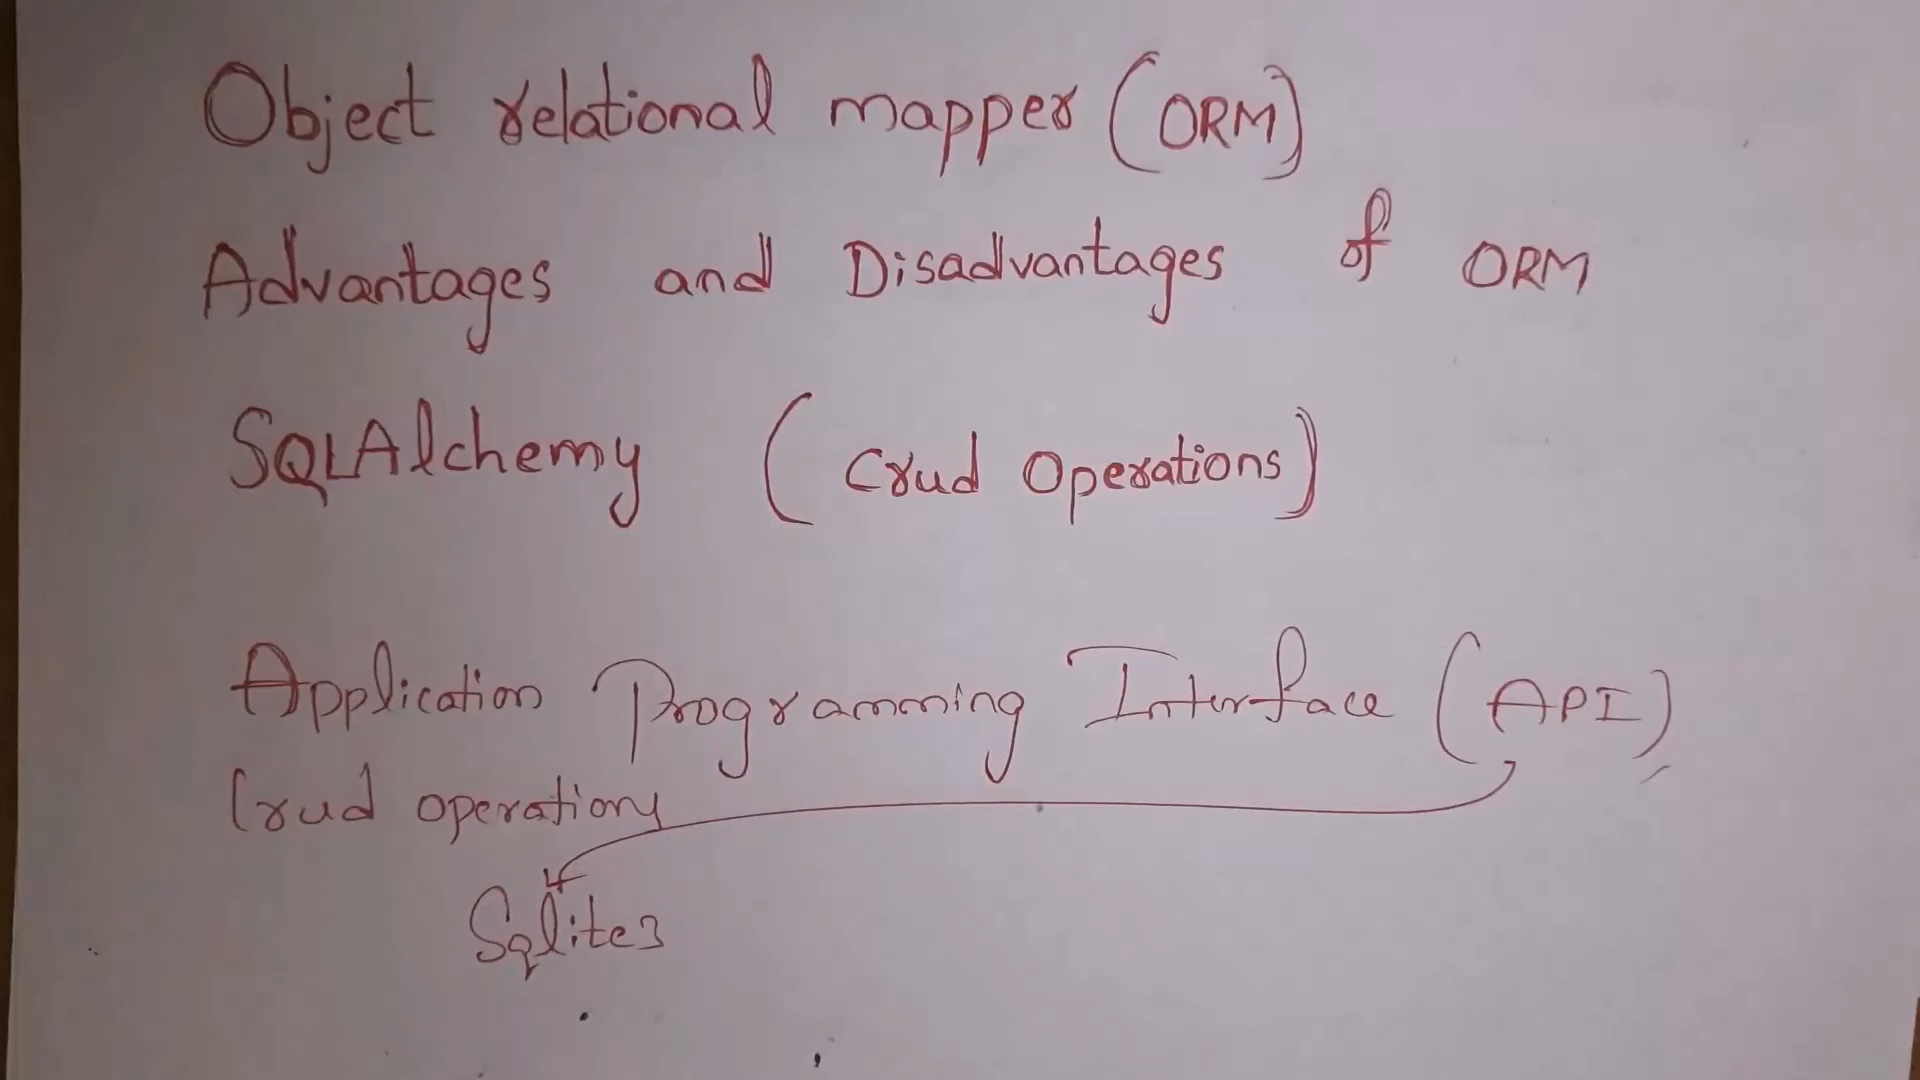 Object relational mapper (ORM)
Advantages and Disadvantages of ORM
SQLAlchemy (Crud Operations)
Application Programming Interface (API)
Crud operations
Sqlite3